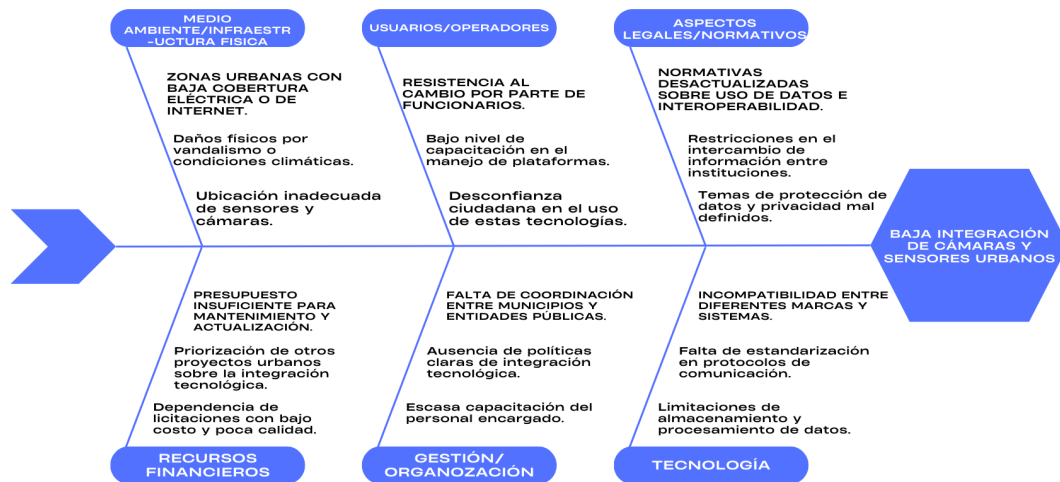 MEDIO
AMBIENTE/INFRAESTR
-UCTURA FISICA
USUARIOS/OPERADORES
ASPECTOS
LEGALES/NORMATIVOS
ZONAS URBANAS CON
BAJA COBERTURA
ELÉCTRICA O DE
INTERNET.
Daños físicos por
vandalismo o
condiciones climáticas.
Ubicación inadecuada
de sensores y
cámaras.
RESISTENCIA AL
CAMBIO POR PARTE DE
FUNCIONARIOS.
Bajo nivel de
capacitación en el
manejo de plataformas.
Desconfianza
ciudadana en el uso
de estas tecnologías.
NORMATIVAS
DESACTUALIZADAS
SOBRE USO DE DATOS E
INTEROPERABILIDAD.
Restricciones en el
intercambio de
información entre
instituciones.
Temas de protección de
datos y privacidad mal
definidos.
BAJA INTEGRACIÓN
DE CÁMARAS Y
SENSORES URBANOS
PRESUPUESTO
INSUFICIENTE PARA
MANTENIMIENTO Y
ACTUALIZACIÓN.
Priorización de otros
proyectos urbanos
sobre la integración
tecnológica.
Dependencia de
licitaciones con bajo
costo y poca calidad.
FALTA DE COORDINACIÓN
ENTRE MUNICIPIOS Y
ENTIDADES PÚBLICAS.
Ausencia de políticas
claras de integración
tecnológica.
Escasa capacitación del
personal encargado.
INCOMPATIBILIDAD ENTRE
DIFERENTES MARCAS Y
SISTEMAS.
Falta de estandarización
en protocolos de
comunicación.
Limitaciones de
almacenamiento y
procesamiento de datos.
RECURSOS
FINANCIEROS
GESTIÓN/
ORGANOZACIÓN
TECNOLOGÍA